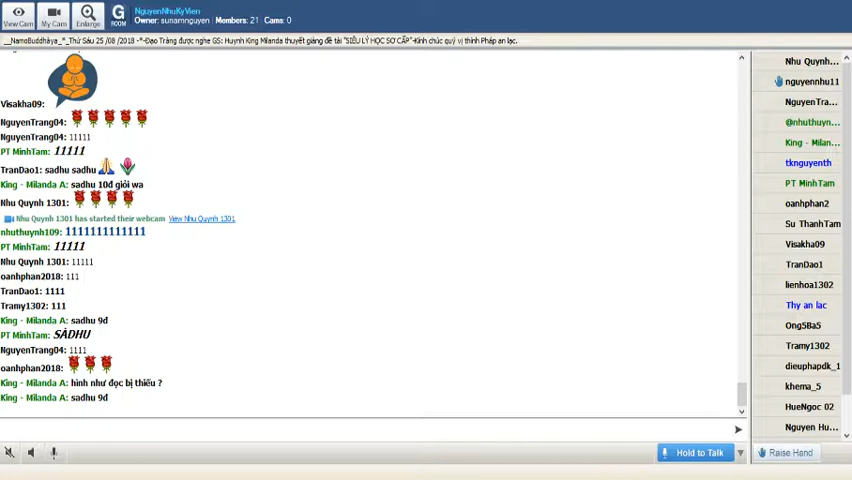 View Cam
My Cam
Enlarge
G
ROOM
NguyenNhuKyVien
Owner: sunamnguyen , Members: 21 , Cams: 0
__NamoBuddhàya_*_Thứ Sáu 25 /08 /2018 -*-Đạo Tràng được nghe GS: Huynh King Milanda thuyết giảng đề tài "SIÊU LÝ HỌC SƠ CẤP"-Kính chúc quý vị thính Pháp an lạc.
Visakha09:
NguyenTrang04:
NguyenTrang04: 11111
PT MinhTam: 11111
TranDao1: sadhu sadhu
King - Milanda A: sadhu 10đ giỏi wa
Nhu Quynh 1301:
Nhu Quynh 1301 has started their webcam View Nhu Quynh 1301
nhuthuynh109: 1111111111111
PT MinhTam: 11111
Nhu Quynh 1301: 11111
oanhphan2018: 111
TranDao1: 1111
Tramy1302: 111
King - Milanda A: sadhu 9đ
PT MinhTam: SÀDHU
NguyenTrang04: 1111
oanhphan2018:
King - Milanda A: hình như đọc bị thiếu ?
King - Milanda A: sadhu 9đ
Hold to Talk
Nhu Quynh...
nguyennhu11
NguyenTra...
@nhuthuyn...
King - Milan...
tknguyenth
PT MinhTam
oanhphan2
Su ThanhTam
Visakha09
TranDao1
lienhoa1302
Thy an lac
Ong5Ba5
Tramy1302
dieuphapdk_1
khema_5
HueNgoc 02
Nguyen Hu...
Raise Hand